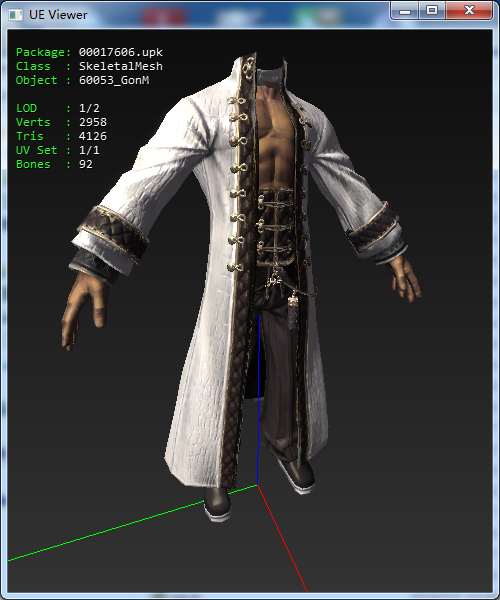 UE Viewer
Package: 00017606.upk
Class : SkeletalMesh
Object : 60053_GonM
LOD : 1/2
Verts : 2958
Tris : 4126
UV Set : 1/1
Bones : 92